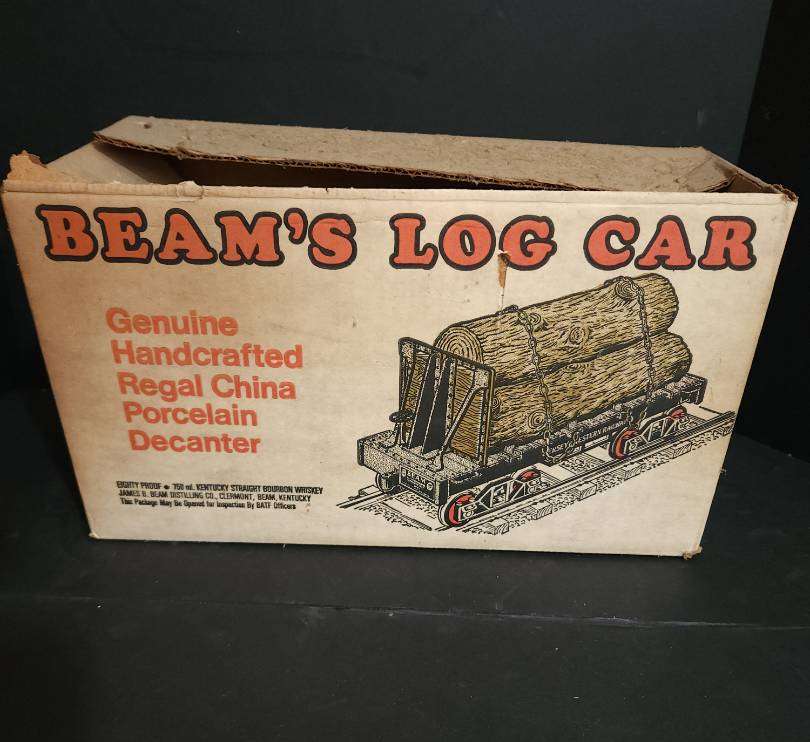 BEAM'S LOG CAR
Genuine
Handcrafted
Regal China
Porcelain
Decanter
EIGHTY PROOF ● 750 ml. KENTUCKY STRAIGHT BOURBON WHISKEY
JAMES B. BEAM DISTILLING CO., CLERMONT, BEAM, KENTUCKY
This Package May Be Opened for Inspection By BATF Officers